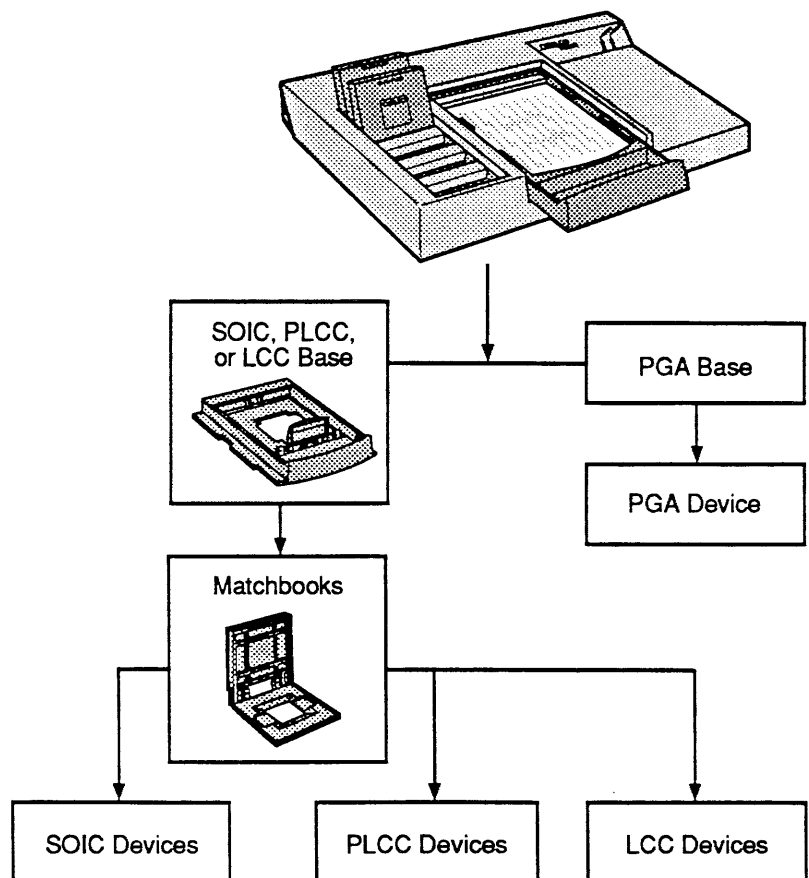 SOIC, PLCC,
or LCC Base
PGA Base
PGA Device
Matchbooks
SOIC Devices
PLCC Devices
LCC Devices